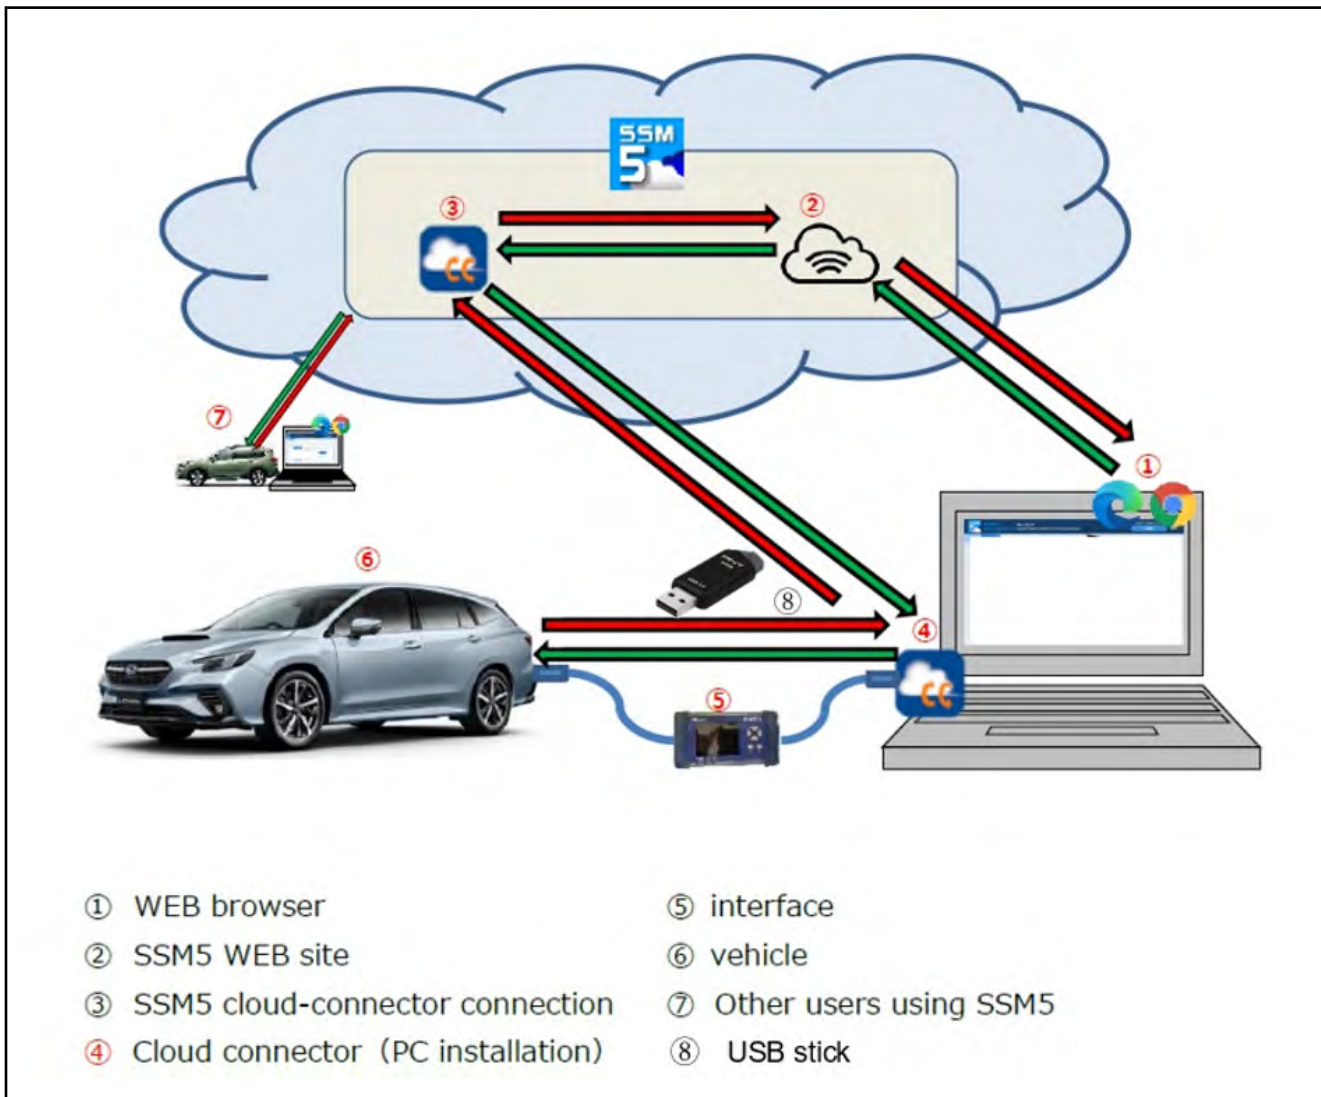 SSM
5
③
②
⑦
①
⑥
⑧
④
⑤
① WEB browser
② SSM5 WEB site
③ SSM5 cloud-connector connection
④ Cloud connector（PC installation）
⑤ interface
⑥ vehicle
⑦ Other users using SSM5
⑧ USB stick